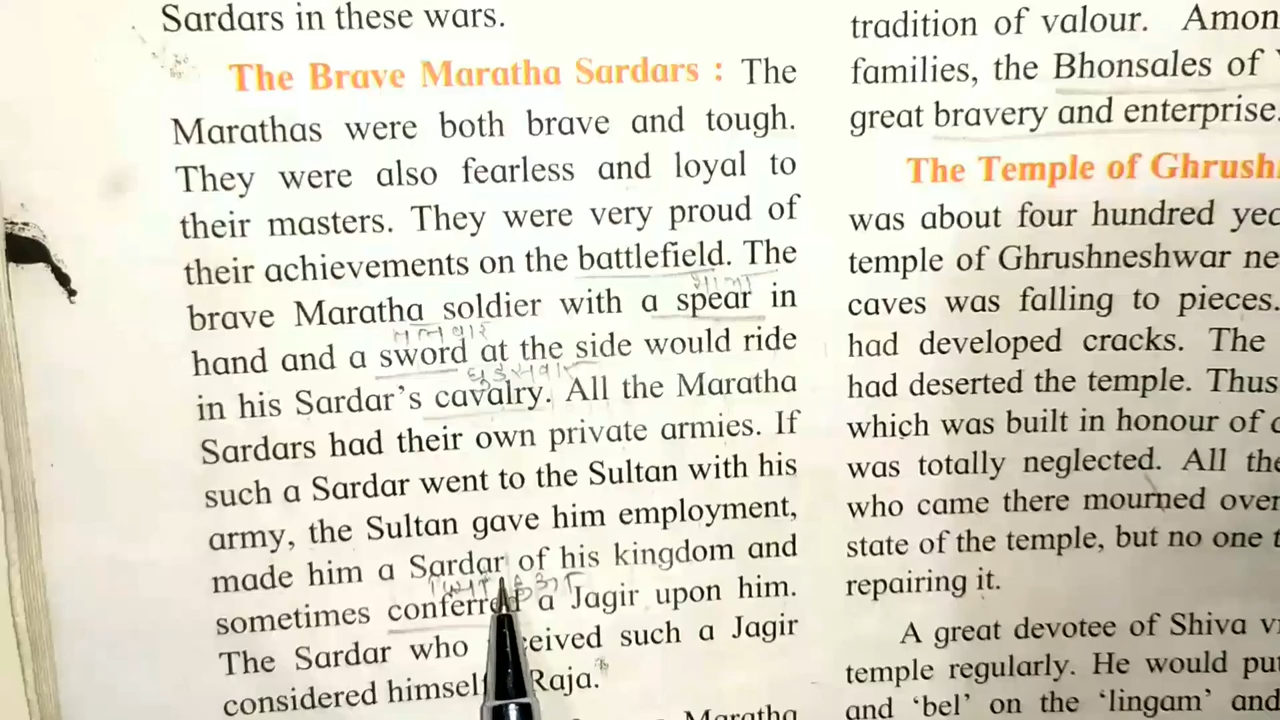 Sardars in these wars.
The Brave Maratha Sardars : The
Marathas were both brave and tough.
They were also fearless and loyal to
their masters. They were very proud of
their achievements on the battlefield. The
brave Maratha soldier with a spear in
तलवार
hand and a sword at the side would ride
in his Sardar's cavalry. All the Maratha
Sardars had their own private armies. If
such a Sardar went to the Sultan with his
army, the Sultan gave him employment,
made him a Sardar of his kingdom and
sometimes conferred a Jagir upon him.
The Sardar who such a Jagir
considered Raja.
Maratha
tradition of valour.
families, the Bhonsales of
great bravery and enterprise.
The Temple of
was about four hundred
temple of Ghrushneshwar
caves was falling to pieces.
had developed cracks. The
had deserted the temple. Thus
which was built in honour of
was totally neglected. All
who came there mourned over
state of the temple, but no one
repairing it.
A great devotee of Shiva
temple regularly. He would put
and 'bel' on the 'lingam' and